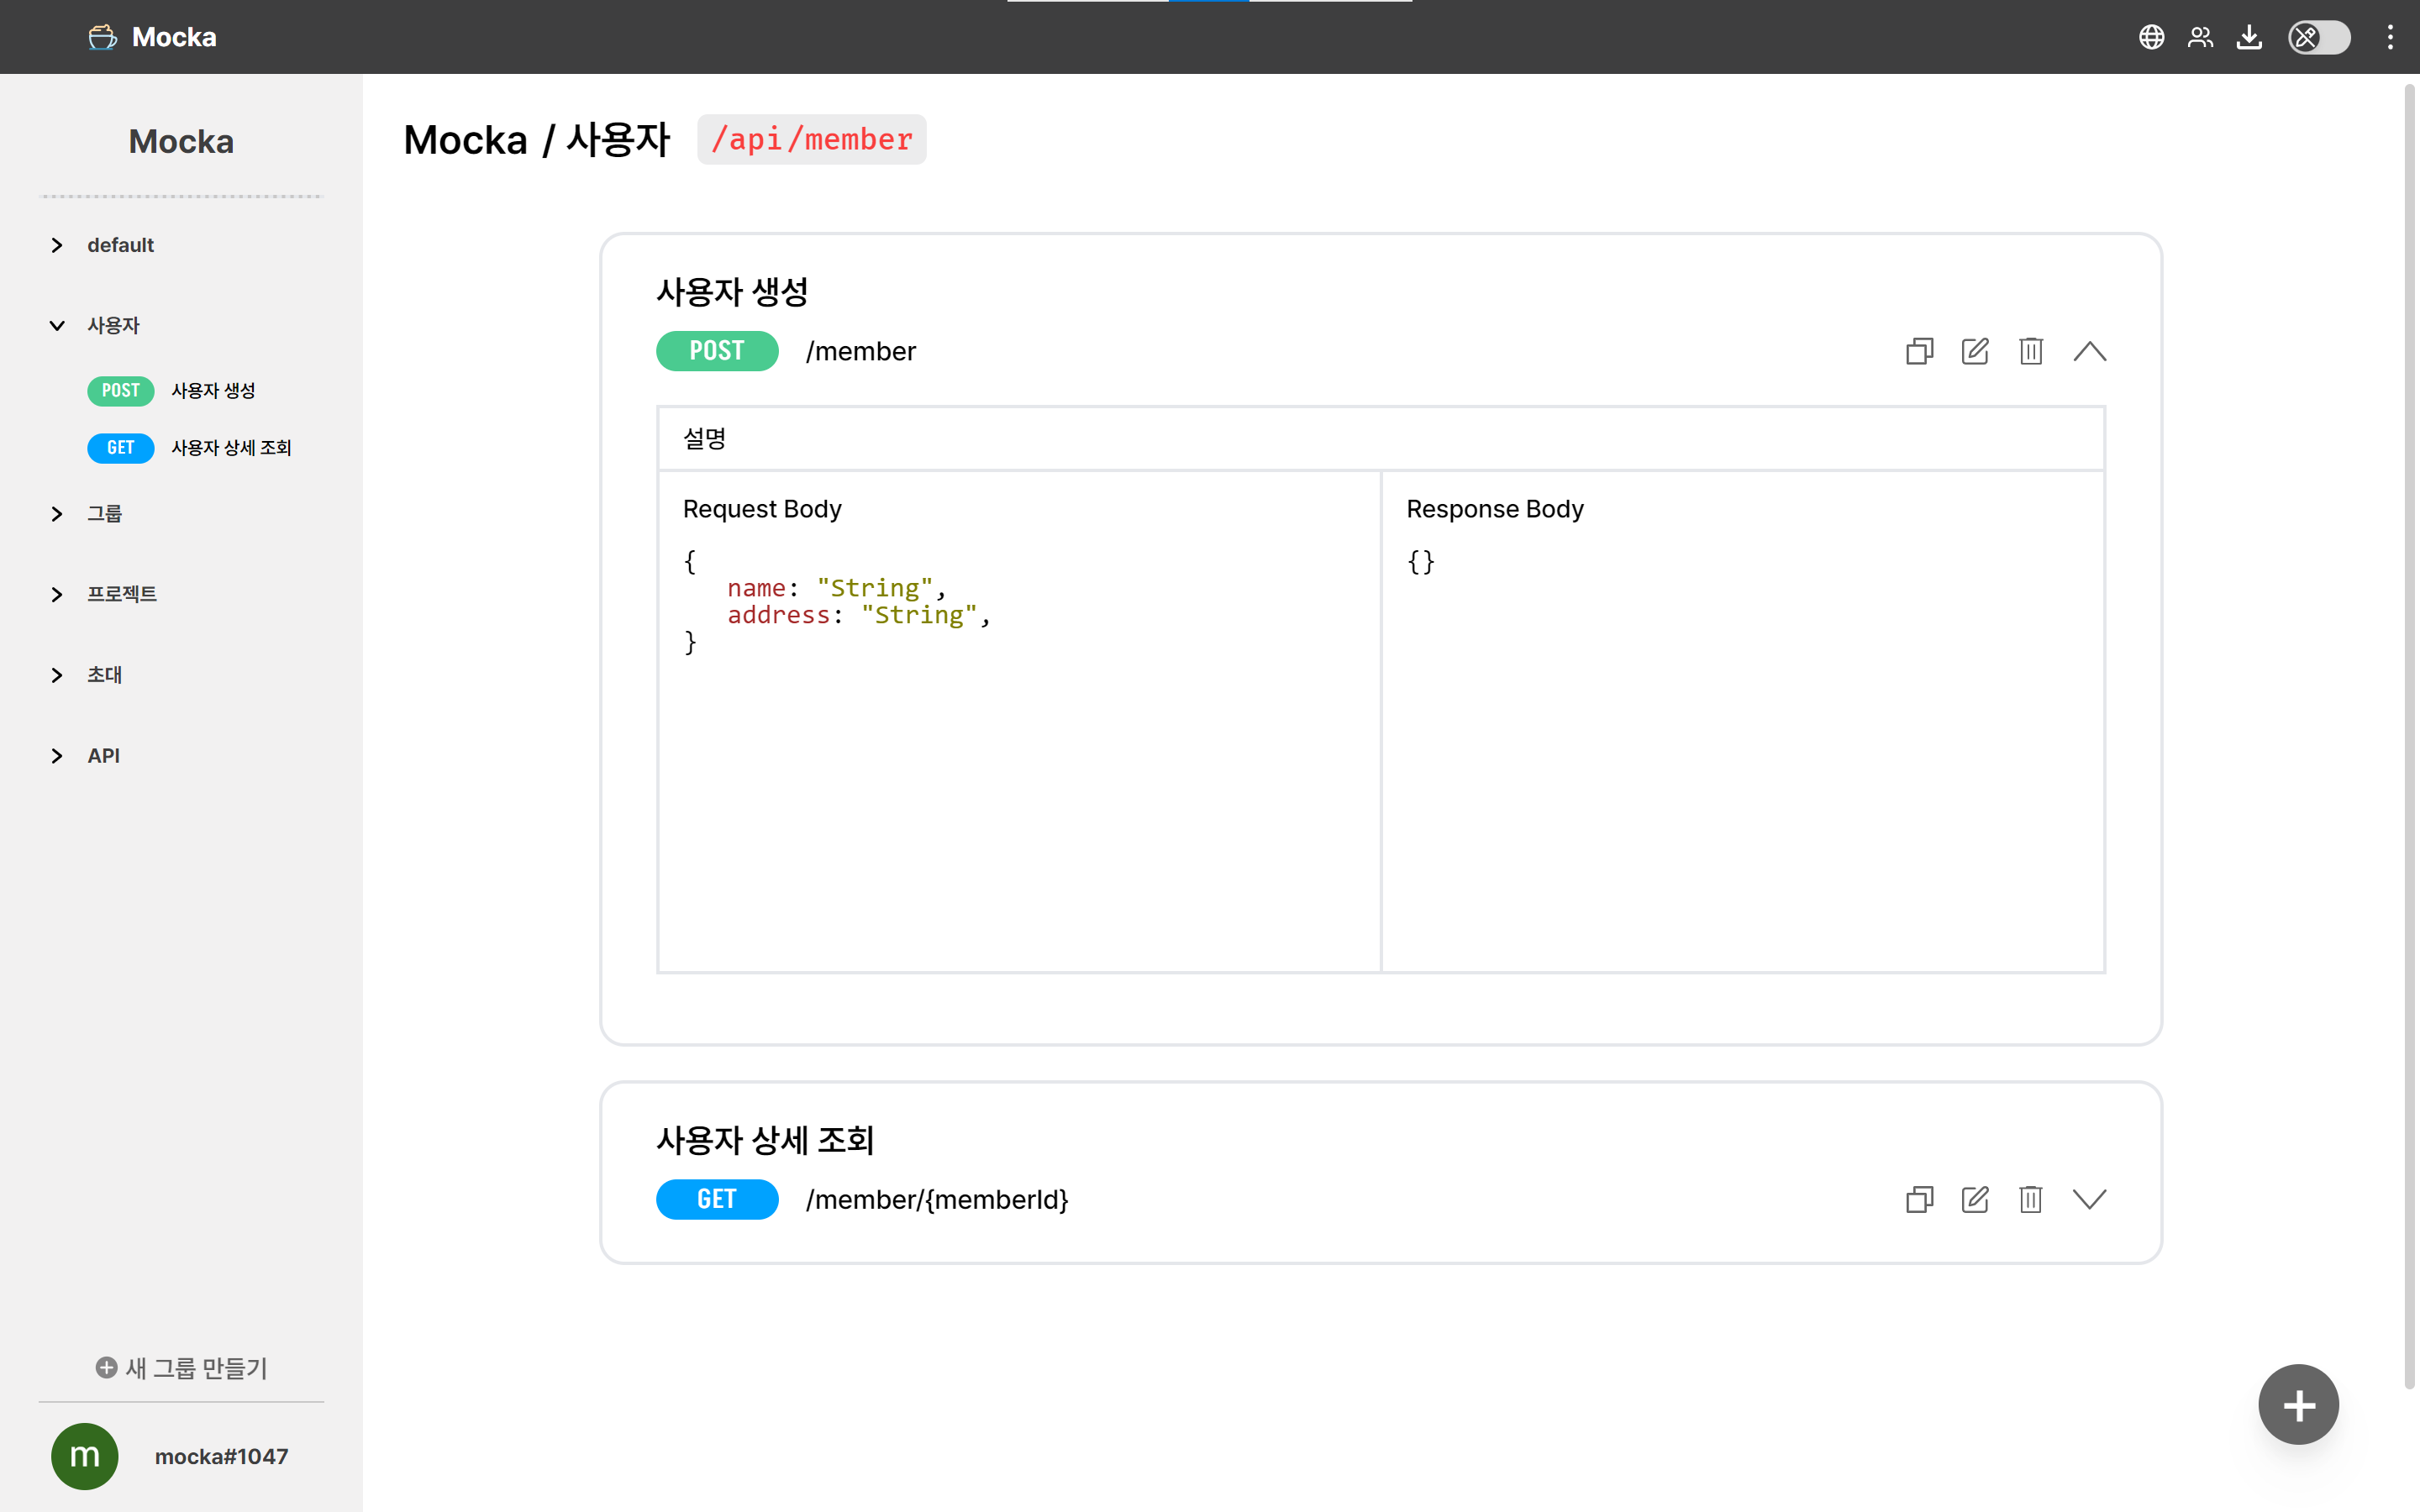 Mocka
Mocka
default
사용자
POST 사용자 생성
GET 사용자 상세 조회
그룹
프로젝트
초대
API
새 그룹 만들기
m mocka#1047
Mocka / 사용자 /api/member
사용자 생성
POST /member
설명
Request Body
{
name: "String",
address: "String",
}
Response Body
{}
사용자 상세 조회
GET /member/{memberId}